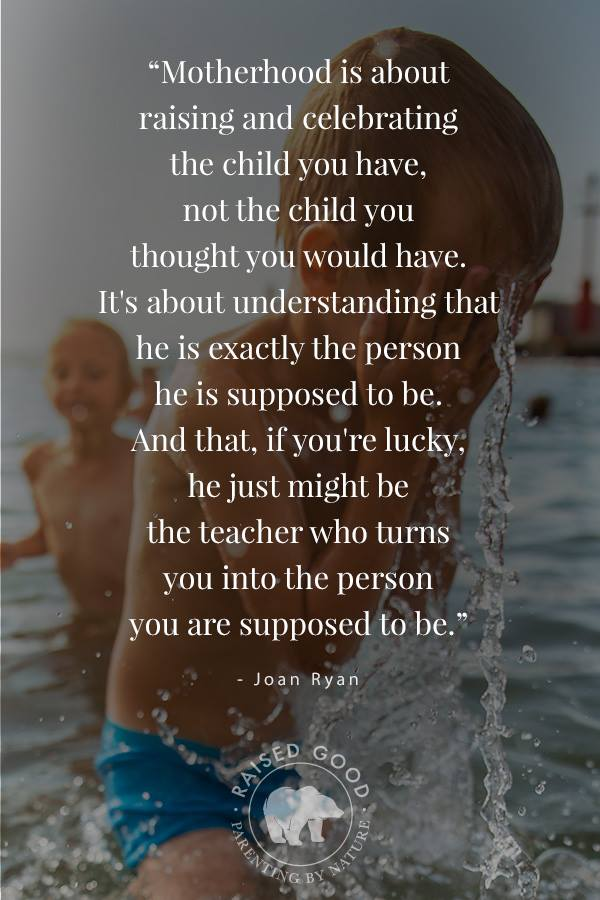 “Motherhood is about
raising and celebrating
the child you have,
not the child you
thought you would have.
It's about understanding that
he is exactly the person
he is supposed to be.
And that, if you're lucky,
he just might be
the teacher who turns
you into the person
you are supposed to be.”
- Joan Ryan
RAISED GOOD
PARENTING BY NATURE